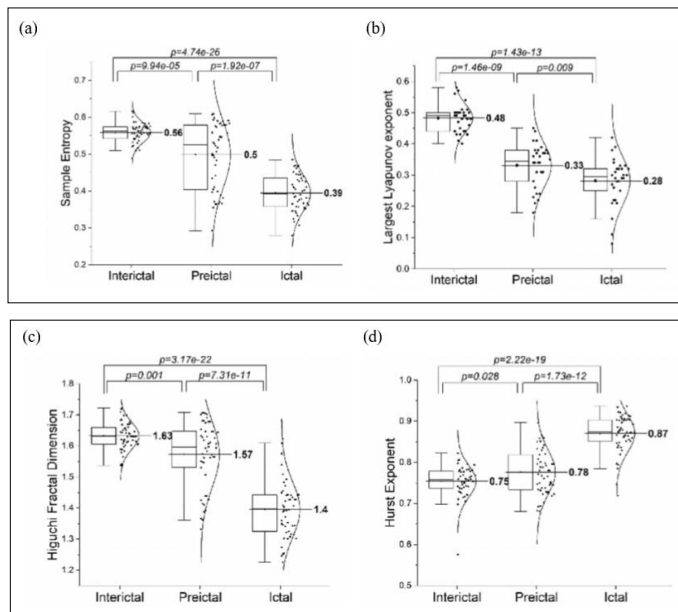 (a)
p=4.74e-26
p=9.94e-05 p=1.92e-07
Sample Entropy
0.7
0.6
0.5
0.4
0.3
0.2
0.56
0.5
0.39
Interictal Preictal Ictal
(b)
p=1.43e-13
p=1.46e-09 p=0.009
Largest Lyapunov exponent
0.6
0.5
0.4
0.3
0.2
0.1
0.0
0.48
0.33
0.28
Interictal Preictal Ictal
(c)
p=3.17e-22
p=0.001 p=7.31e-11
Higuchi Fractal Dimension
1.8
1.7
1.6
1.5
1.4
1.3
1.2
1.63
1.57
1.4
Interictal Preictal Ictal
(d)
p=2.22e-19
p=0.028 p=1.73e-12
Hurst Exponent
1.0
0.9
0.8
0.7
0.6
0.5
0.75
0.78
0.87
Interictal Preictal Ictal